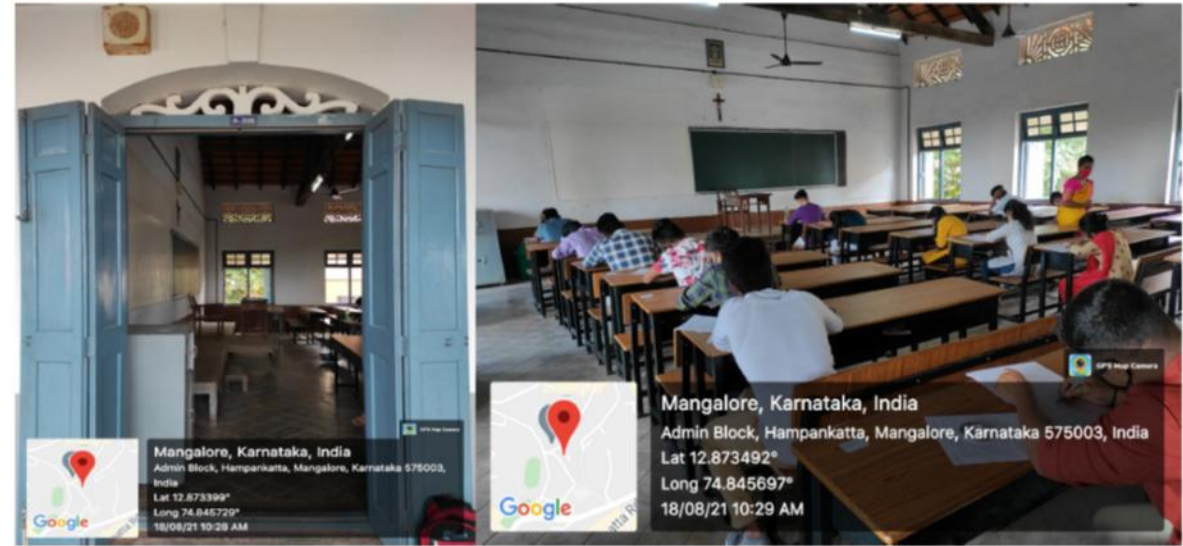 Mangalore, Karnataka, India
Admin Block, Hampankatta, Mangalore, Karnataka 575003,
India
Lat 12.873399°
Long 74.845729°
18/08/21 10:28 AM
Google
GPS Map Camera
GPS Map Camera
Mangalore, Karnataka, India
Admin Block, Hampankatta, Mangalore, Karnataka 575003, India
Lat 12.873492°
Long 74.845697°
18/08/21 10:29 AM
Google